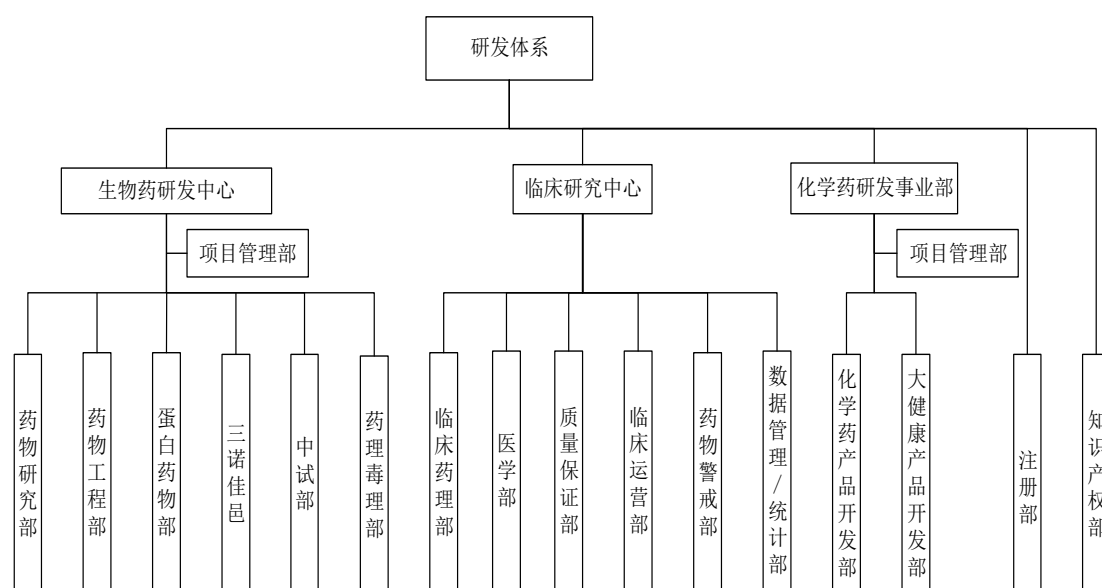 研发体系
生物药研发中心
临床研究中心
化学药研发事业部
项目管理部
项目管理部
药物研究部
药物工程部
蛋白药物部
三诺佳邑
中试部
药理毒理部
临床药理部
医学部
质量保证部
临床运营部
药物警戒部
数据管理/统计部
化学药产品开发部
大健康产品开发部
注册部
知识产权部